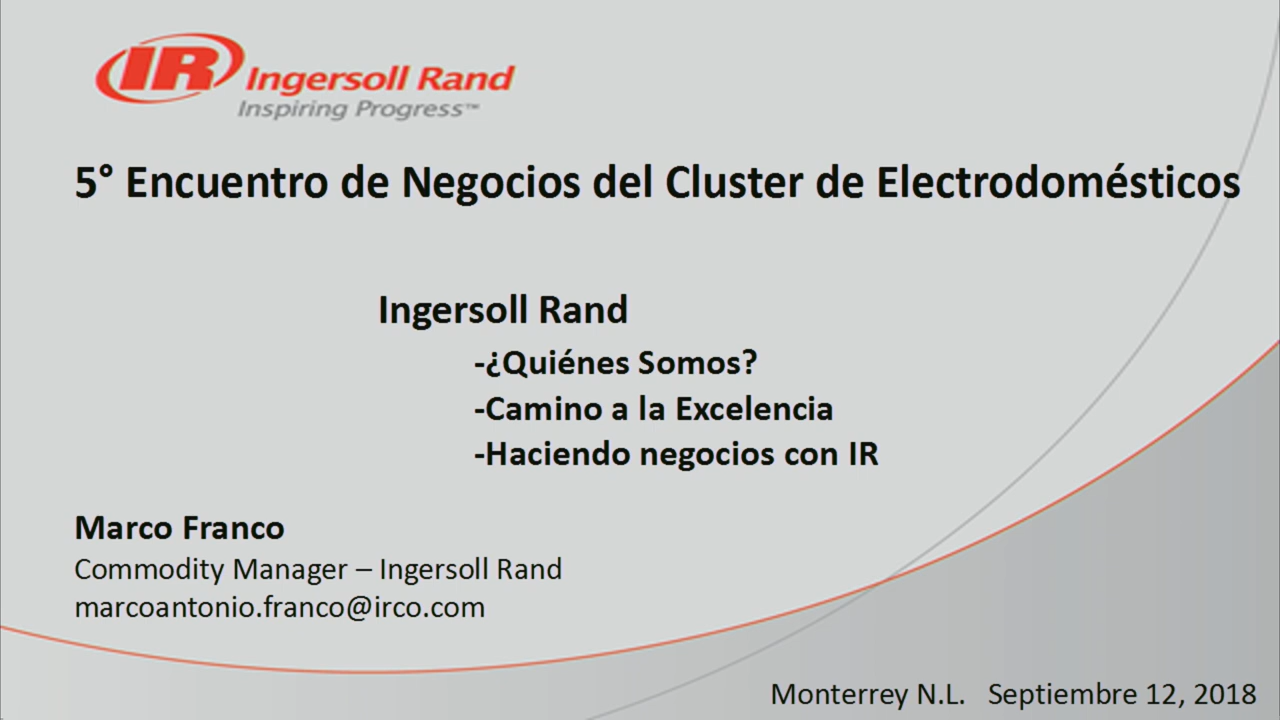 IR Ingersoll Rand
Inspiring Progress™
5° Encuentro de Negocios del Cluster de Electrodomésticos
Ingersoll Rand
-¿Quiénes Somos?
-Camino a la Excelencia
-Haciendo negocios con IR
Marco Franco
Commodity Manager – Ingersoll Rand
marcoantonio.franco@irco.com
Monterrey N.L. Septiembre 12, 2018